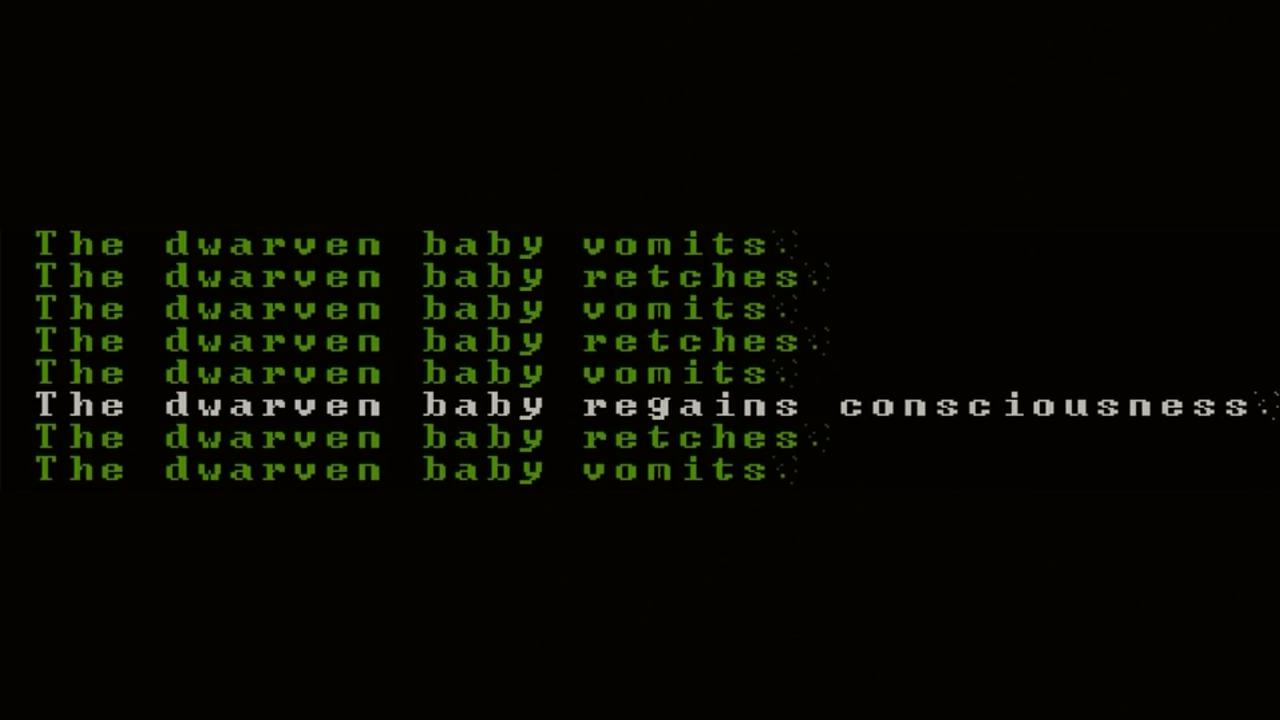 The dwarven baby vomits
The dwarven baby retches
The dwarven baby vomits
The dwarven baby retches
The dwarven baby vomits
The dwarven baby regains consciousness
The dwarven baby retches
The dwarven baby vomits